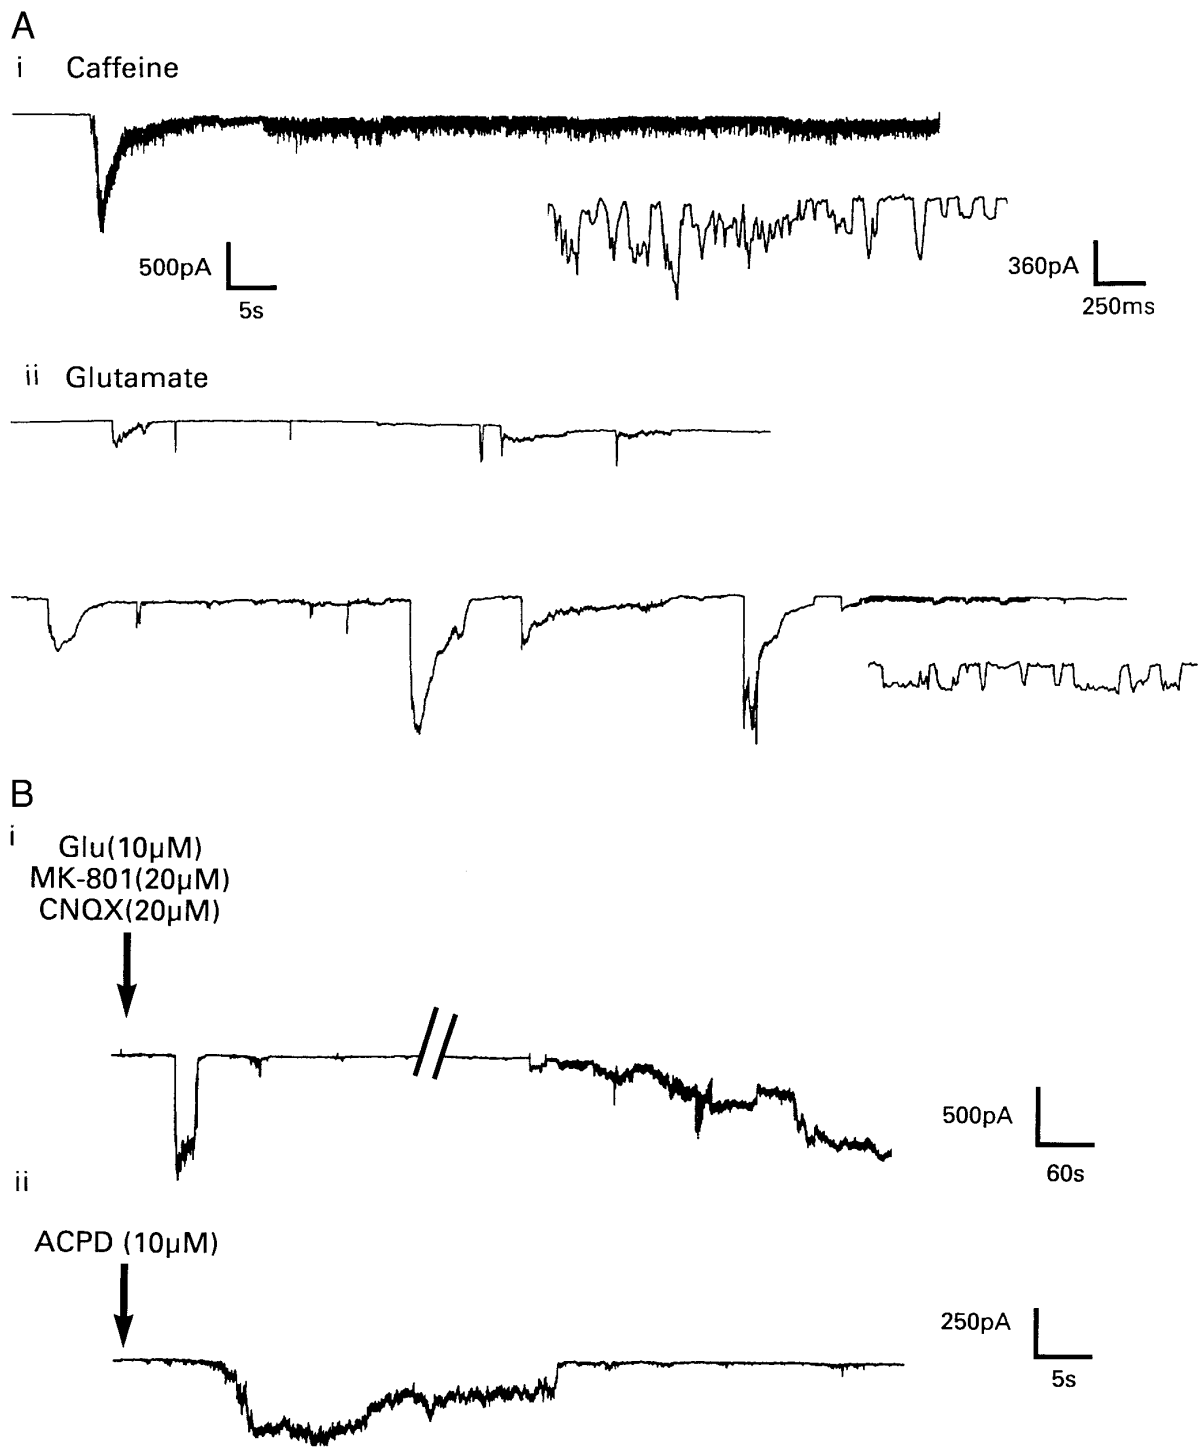 A
i Caffeine
500pA
5s
360pA
250ms
ii Glutamate
B
i
Glu(10µM)
MK-801(20µM)
CNQX(20µM)
500pA
60s
ii
ACPD (10µM)
250pA
5s